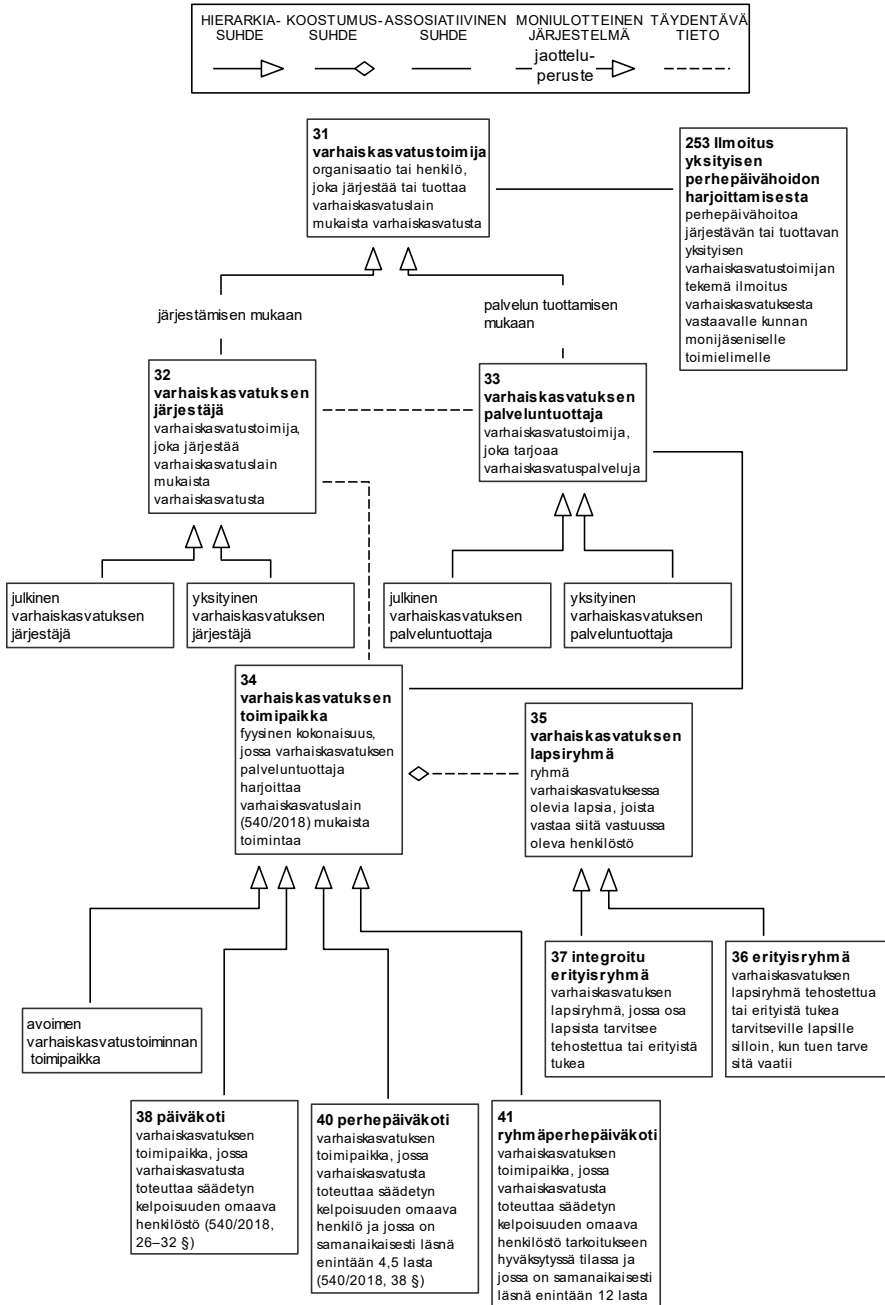 HIERARKIA-
SUHDE
KOOSTUMUS-
SUHDE
ASSOSIATIIVINEN
SUHDE
MONIULOTTEINEN
JÄRJESTELMÄ
TÄYDENTÄVÄ
TIETO
jaottelu-
peruste
31
varhaiskasvatustoimija
organisaatio tai henkilö,
joka järjestää tai tuottaa
varhaiskasvatuslain
mukaista varhaiskasvatusta
253 Ilmoitus
yksityisen
perhepäivähoidon
harjoittamisesta
perhepäivähoitoa
järjestävän tai tuottavan
yksityisen
varhaiskasvatustoimijan
tekemä ilmoitus
varhaiskasvatuksesta
vastaavalle kunnan
monijäseniselle
toimielimelle
järjestämisen mukaan
palvelun tuottamisen
mukaan
32
varhaiskasvatuksen
järjestäjä
varhaiskasvatustoimija,
joka järjestää
varhaiskasvatuslain
mukaista
varhaiskasvatusta
33
varhaiskasvatuksen
palveluntuottaja
varhaiskasvatustoimija,
joka tarjoaa
varhaiskasvatuspalveluja
julkinen
varhaiskasvatuksen
järjestäjä
yksityinen
varhaiskasvatuksen
järjestäjä
julkinen
varhaiskasvatuksen
palveluntuottaja
yksityinen
varhaiskasvatuksen
palveluntuottaja
34
varhaiskasvatuksen
toimipaikka
fyysinen kokonaisuus,
jossa varhaiskasvatuksen
palveluntuottaja
harjoittaa
varhaiskasvatuslain
(540/2018) mukaista
toimintaa
35
varhaiskasvatuksen
lapsiryhmä
ryhmä
varhaiskasvatuksessa
olevia lapsia, joista
vastaa siitä vastuussa
oleva henkilöstö
avoimen
varhaiskasvatustoiminnan
toimipaikka
37 integroitu
erityisryhmä
varhaiskasvatuksen
lapsiryhmä, jossa osa
lapsista tarvitsee
tehostettua tai erityistä
tukea
36 erityisryhmä
varhaiskasvatuksen
lapsiryhmä tehostettua
tai erityistä tukea
tarvitseville lapsille
silloin, kun tuen tarve
sitä vaatii
38 päiväkoti
varhaiskasvatuksen
toimipaikka, jossa
varhaiskasvatusta
toteuttaa säädetyn
kelpoisuuden omaava
henkilöstö (540/2018,
26–32 §)
40 perhepäiväkoti
varhaiskasvatuksen
toimipaikka, jossa
varhaiskasvatusta
toteuttaa säädetyn
kelpoisuuden omaava
henkilö ja jossa on
samanaikaisesti läsnä
enintään 4,5 lasta
(540/2018, 38 §)
41
ryhmäperhepäiväkoti
varhaiskasvatuksen
toimipaikka, jossa
varhaiskasvatusta
toteuttaa säädetyn
kelpoisuuden omaava
henkilöstö tarkoitukseen
hyväksytyssä tilassa ja
jossa on samanaikaisesti
läsnä enintään 12 lasta